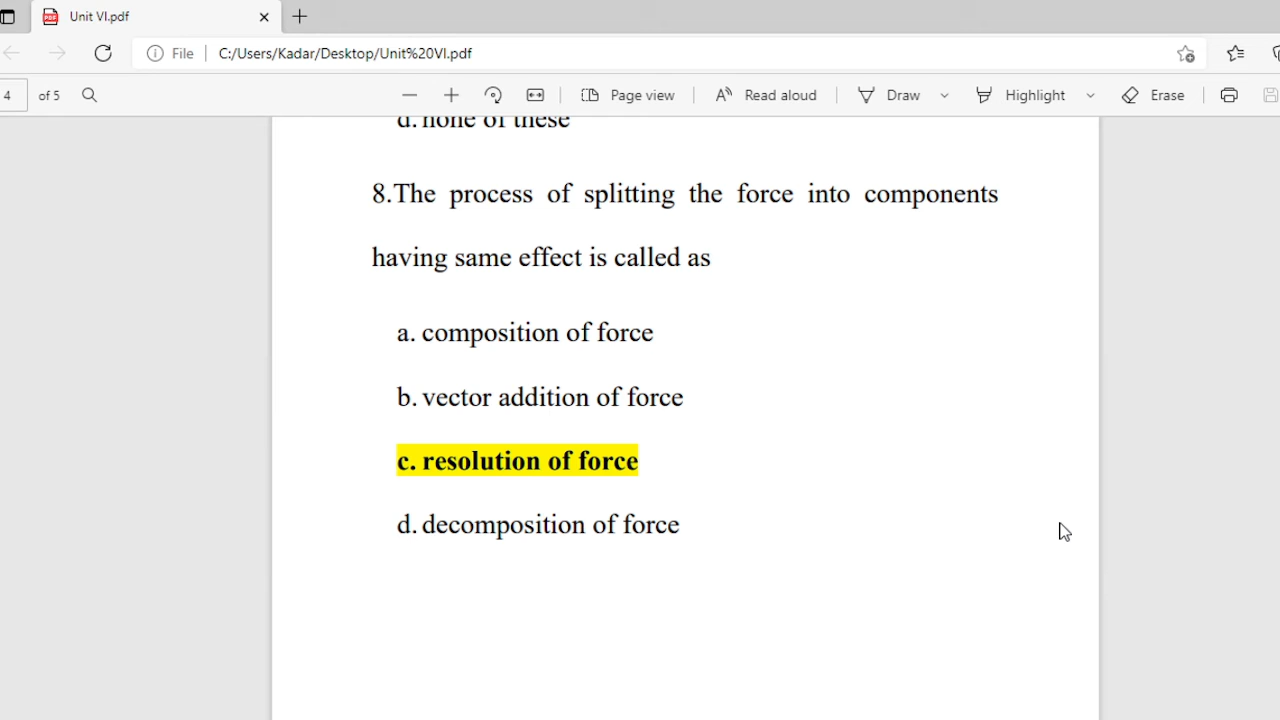 Unit VI.pdf
File
C:/Users/Kadar/Desktop/Unit%20VI.pdf
4 of 5
Page view
Read aloud
Draw
Highlight
Erase
d. none of these
8.The process of splitting the force into components
having same effect is called as
a. composition of force
b. vector addition of force
c. resolution of force
d. decomposition of force